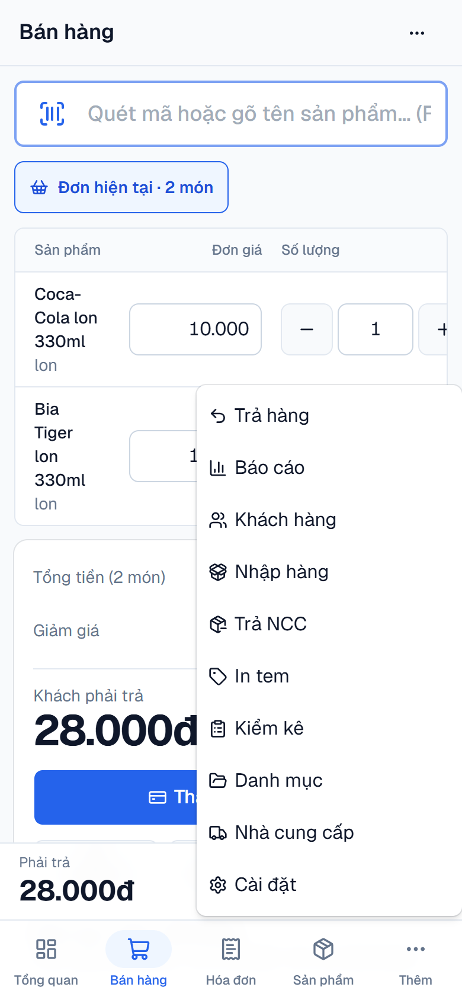 Bán hàng
Quét mã hoặc gõ tên sản phẩm... (F
Đơn hiện tại · 2 món
Sản phẩm Đơn giá Số lượng
Coca-
Cola lon
330ml
lon
10.000 − 1 +
Bia
Tiger
lon
330ml
lon
1
Tổng tiền (2 món)
Giảm giá
Khách phải trả
28.000đ
Phải trả
28.000đ
Trả hàng
Báo cáo
Khách hàng
Nhập hàng
Trả NCC
In tem
Kiểm kê
Danh mục
Nhà cung cấp
Cài đặt
Tổng quan Bán hàng Hóa đơn Sản phẩm Thêm